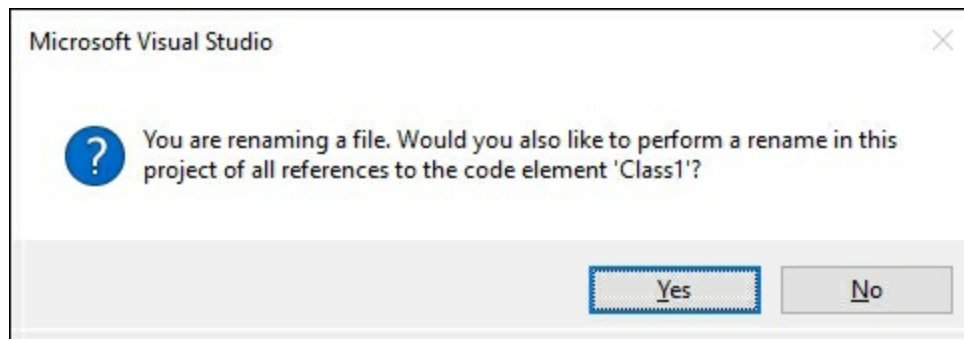 Microsoft Visual Studio
You are renaming a file. Would you also like to perform a rename in this
project of all references to the code element 'Class1'?
Yes
No